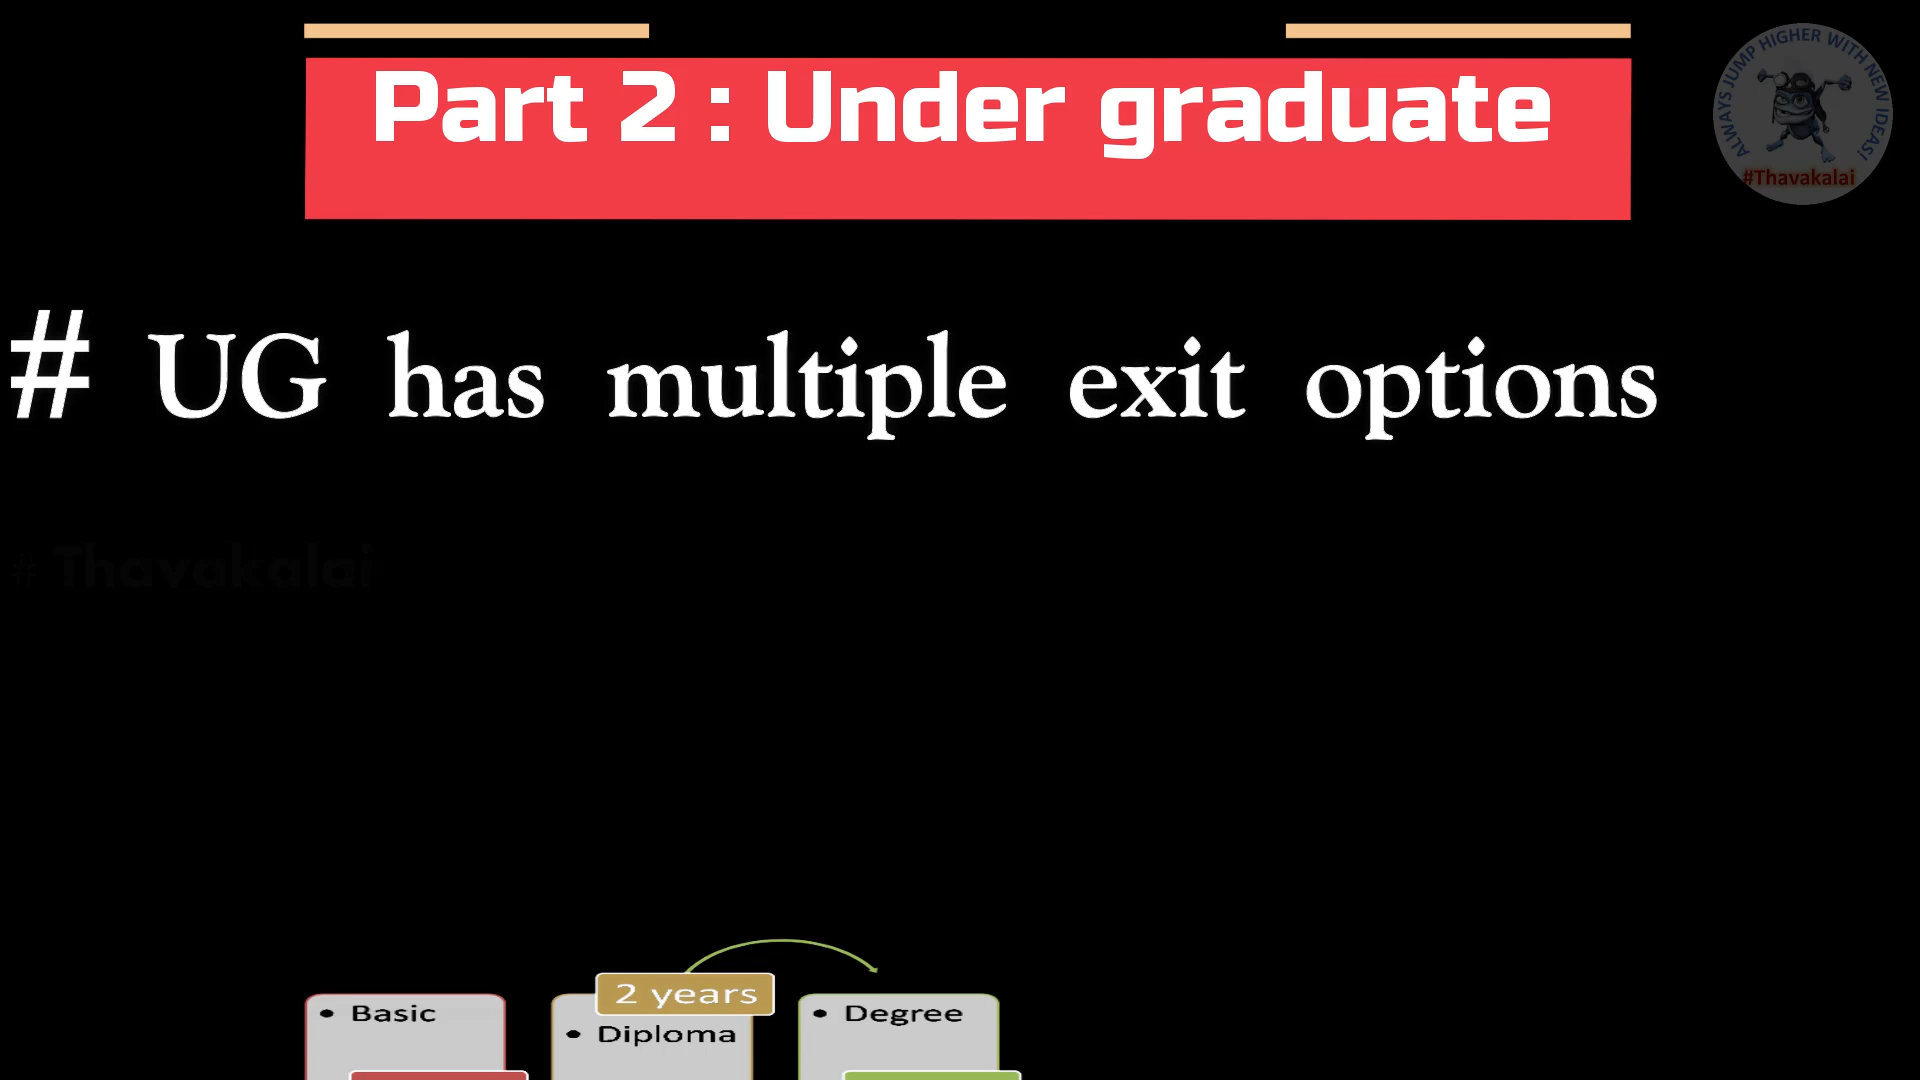 Part 2 : Under graduate
ALWAYS JUMP HIGHER WITH NEW IDEAS!
#Thavakalai
# UG has multiple exit options
# Thavakalai
2 years
• Basic
• Diploma
• Degree